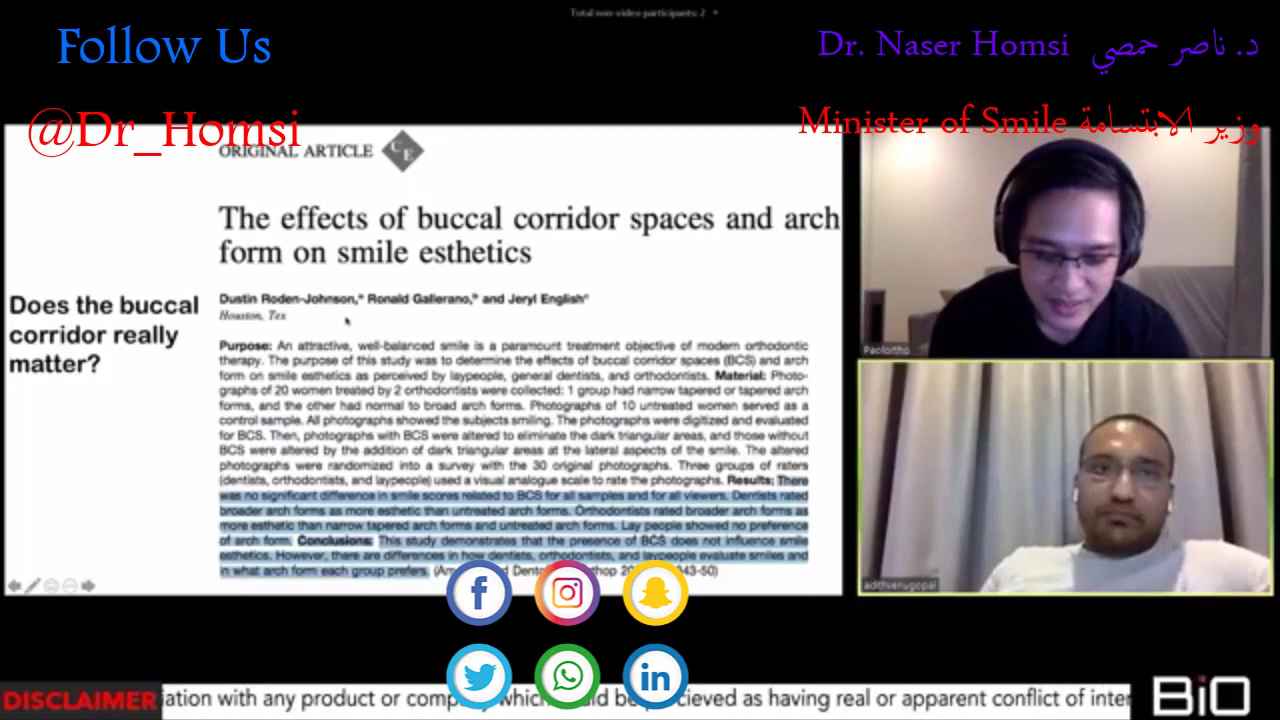 Total non-video participants: 2
Follow Us
@Dr_Homsi
Dr. Naser Homsi د. ناصر حمصي
Minister of Smile وزير الابتسامة
ORIGINAL ARTICLE
CE
The effects of buccal corridor spaces and arch
form on smile esthetics
Does the buccal
corridor really
matter?
Dustin Roden-Johnson,a Ronald Gallerano,b and Jeryl Englishc
Houston, Tex
Purpose: An attractive, well-balanced smile is a paramount treatment objective of modern orthodontic
therapy. The purpose of this study was to determine the effects of buccal corridor spaces (BCS) and arch
form on smile esthetics as perceived by laypeople, general dentists, and orthodontists. Material: Photo-
graphs of 20 women treated by 2 orthodontists were collected: 1 group had narrow tapered or tapered arch
forms, and the other had normal to broad arch forms. Photographs of 10 untreated women served as a
control sample. All photographs showed the subjects smiling. The photographs were digitized and evaluated
for BCS. Then, photographs with BCS were altered to eliminate the dark triangular areas, and those without
BCS were altered by the addition of dark triangular areas at the lateral aspects of the smile. The altered
photographs were randomized into a survey with the 30 original photographs. Three groups of raters
(dentists, orthodontists, and laypeople) used a visual analogue scale to rate the photographs. Results: There
was no significant difference in smile scores related to BCS for all samples and for all viewers. Dentists rated
broader arch forms as more esthetic than untreated arch forms. Orthodontists rated broader arch forms as
more esthetic than narrow tapered arch forms and untreated arch forms. Lay people showed no preference
of arch form. Conclusions: This study demonstrates that the presence of BCS does not influence smile
esthetics. However, there are differences in how dentists, orthodontists, and laypeople evaluate smiles and
in what arch form each group prefers. (Am Dent hop 20 343-50)
Paolortho
adithvenugopal
DISCLAIMER
iation with any product or comp which uld be percieved as having real or apparent conflict of inter
BiO